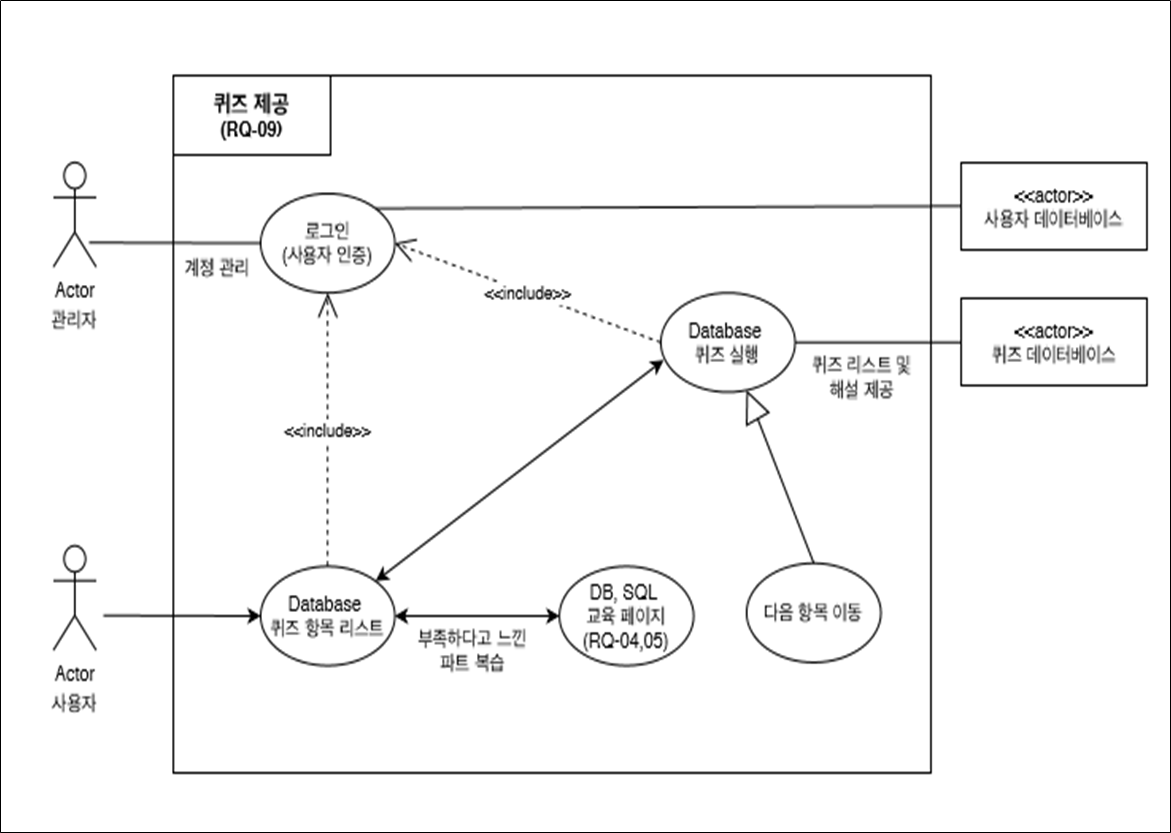 퀴즈 제공
(RQ-09)
<<actor>>
사용자 데이터베이스
로그인
(사용자 인증)
계정 관리
Actor
관리자
<<include>>
<<actor>>
퀴즈 데이터베이스
Database
퀴즈 실행
퀴즈 리스트 및
해설 제공
<<include>>
Database
퀴즈 항목 리스트
DB, SQL
교육 페이지
(RQ-04,05)
다음 항목 이동
부족하다고 느낀
파트 복습
Actor
사용자